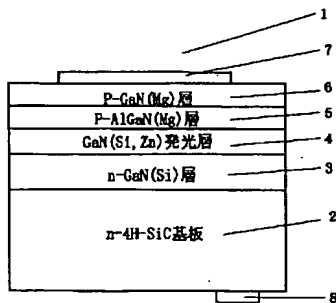 1
7
P-GaN(Mg)層 6
P-AlGaN(Mg)層 5
GaN(Si,Zn)発光層 4
n-GaN(Si)層 3
n-4H-SiC基板 2
8